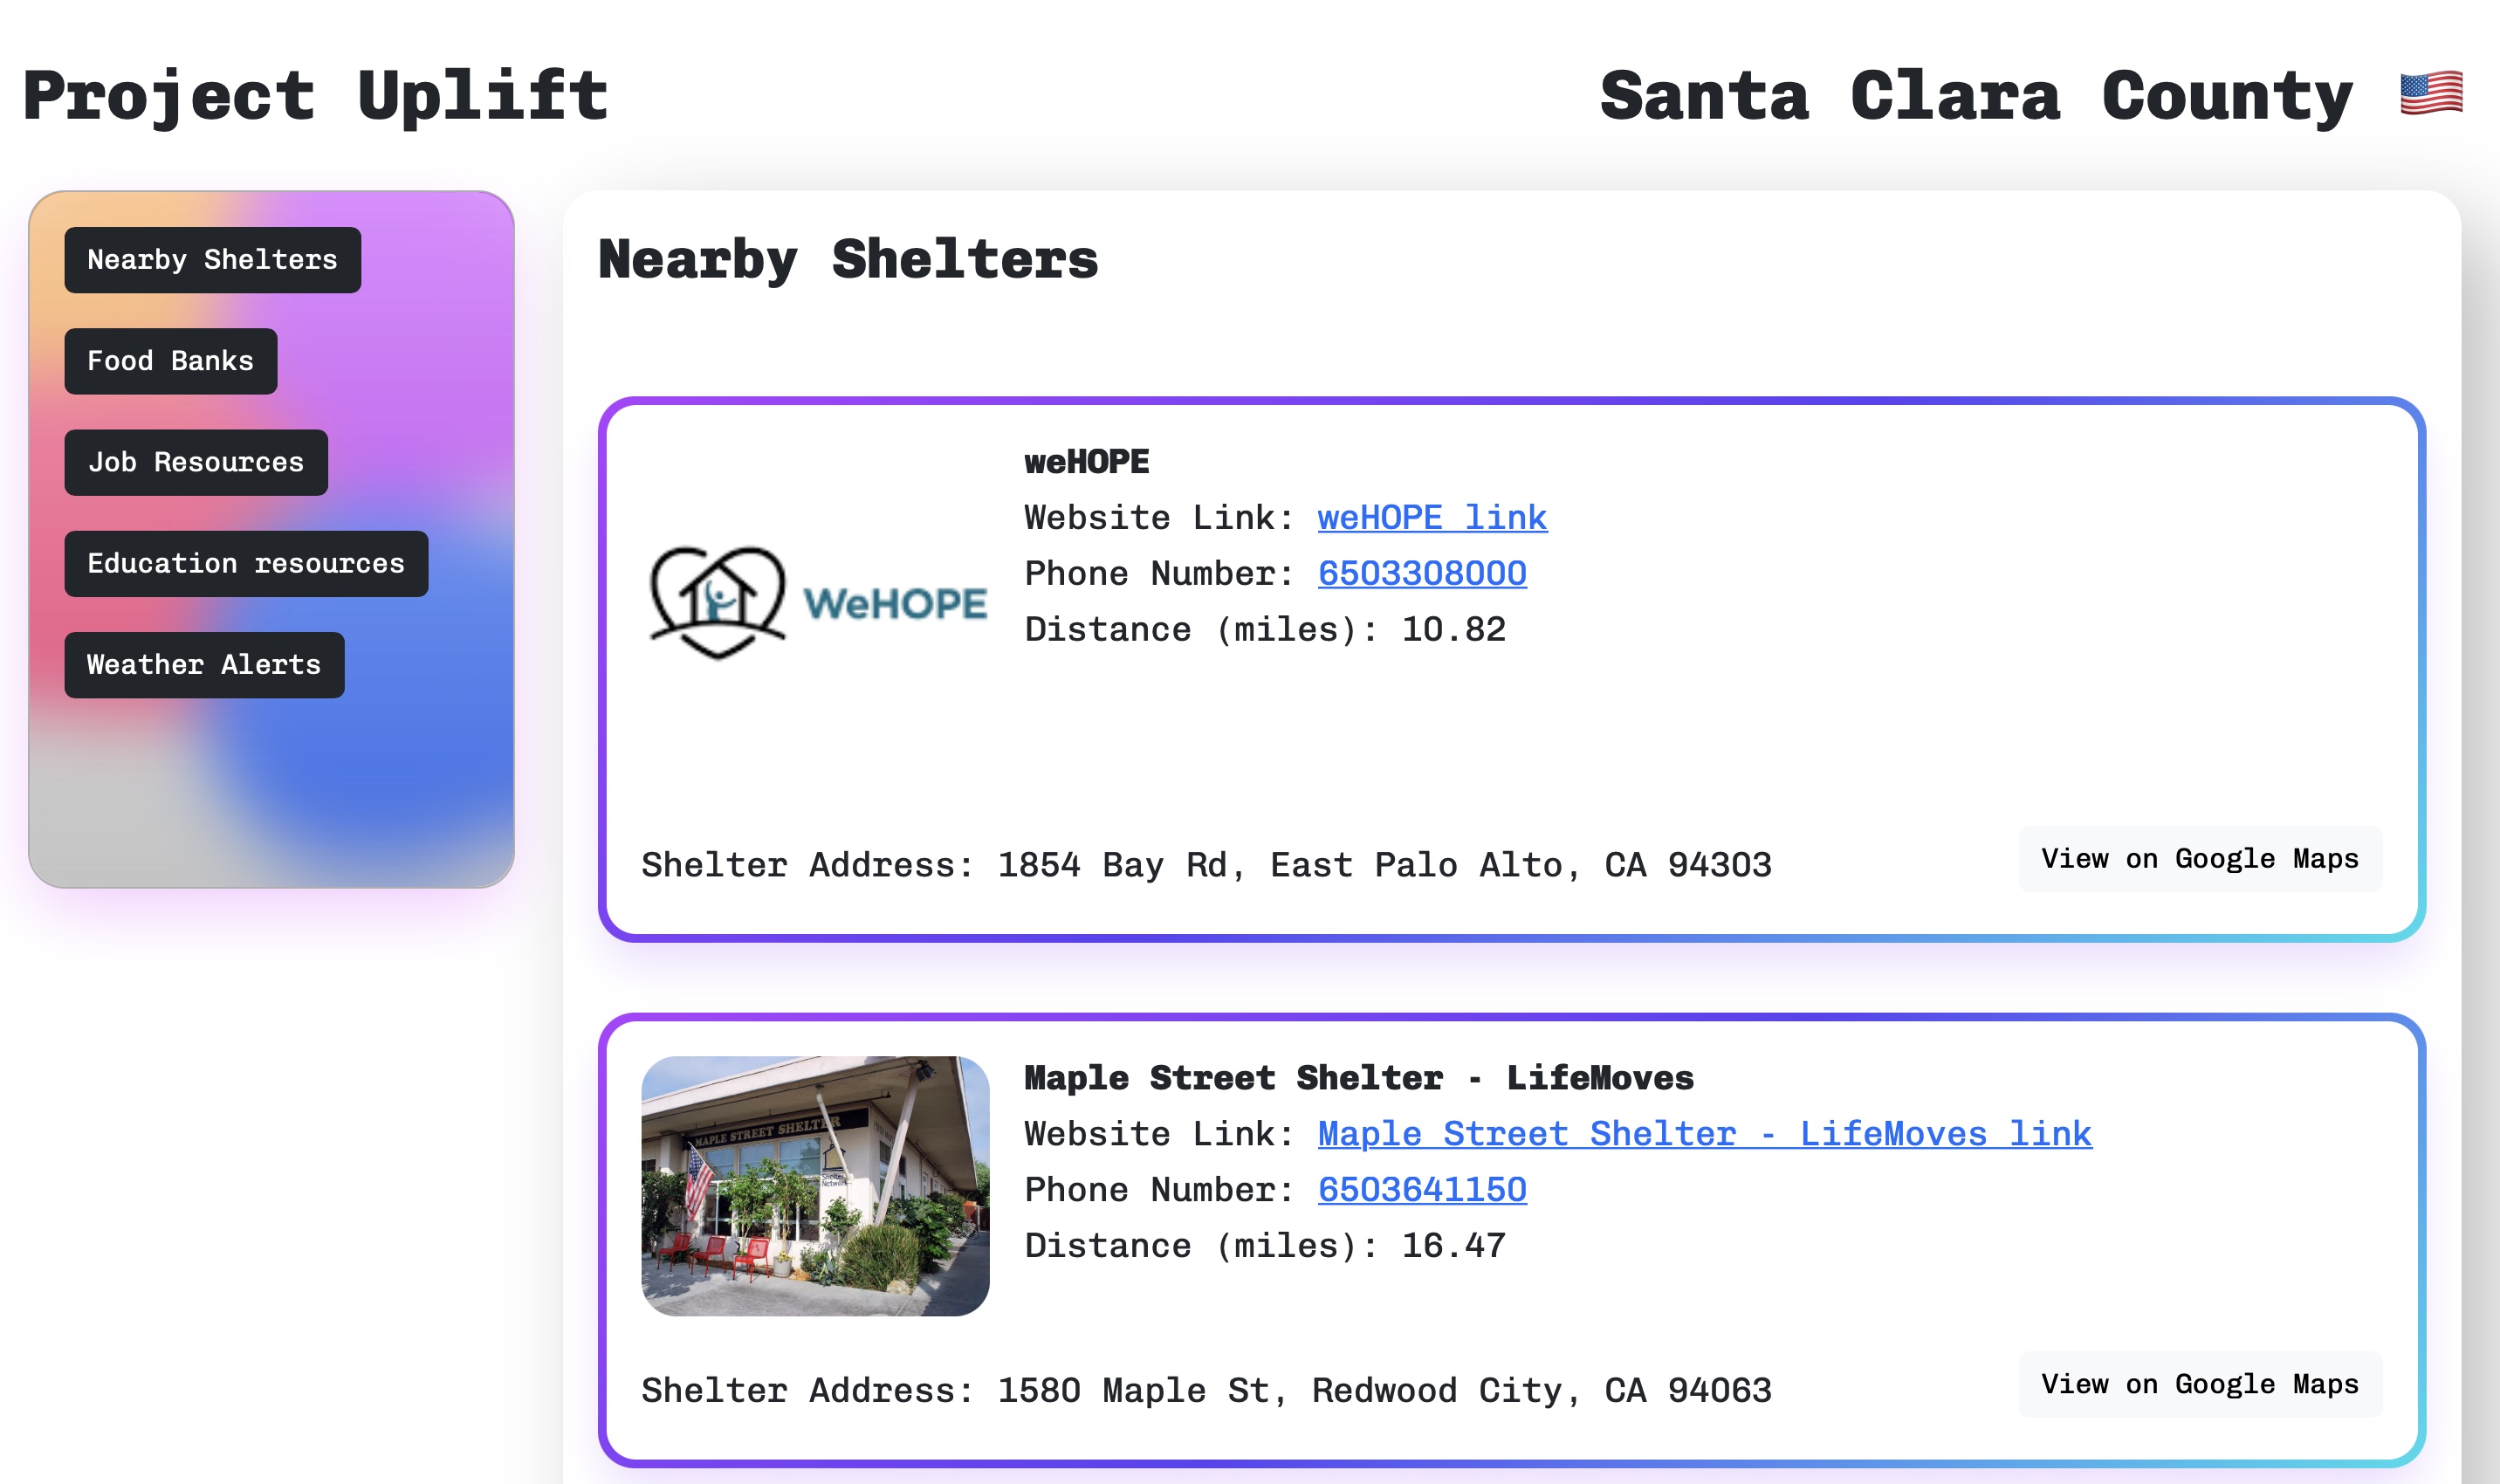 Project Uplift
Santa Clara County
Nearby Shelters
Food Banks
Job Resources
Education resources
Weather Alerts
Nearby Shelters
WeHOPE
weHOPE
Website Link: weHOPE link
Phone Number: 6503308000
Distance (miles): 10.82
Shelter Address: 1854 Bay Rd, East Palo Alto, CA 94303
View on Google Maps
MAPLE STREET SHELTER
Shelter
Network
Maple Street Shelter - LifeMoves
Website Link: Maple Street Shelter - LifeMoves link
Phone Number: 6503641150
Distance (miles): 16.47
Shelter Address: 1580 Maple St, Redwood City, CA 94063
View on Google Maps